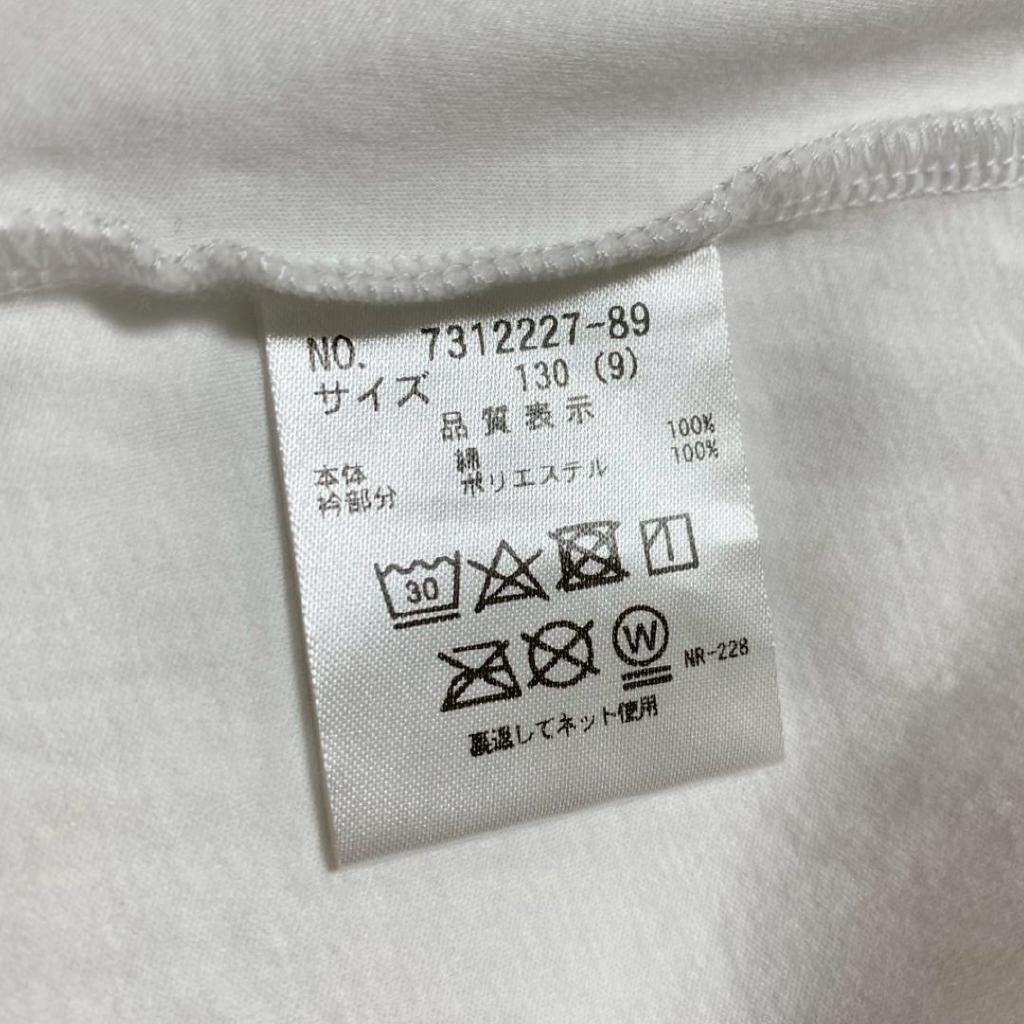 NO. 7312227-89
サイズ 130 (9)
品質表示
本体 綿 100%
衿部分 ポリエステル 100%
30
W NR-228
裏返してネット使用